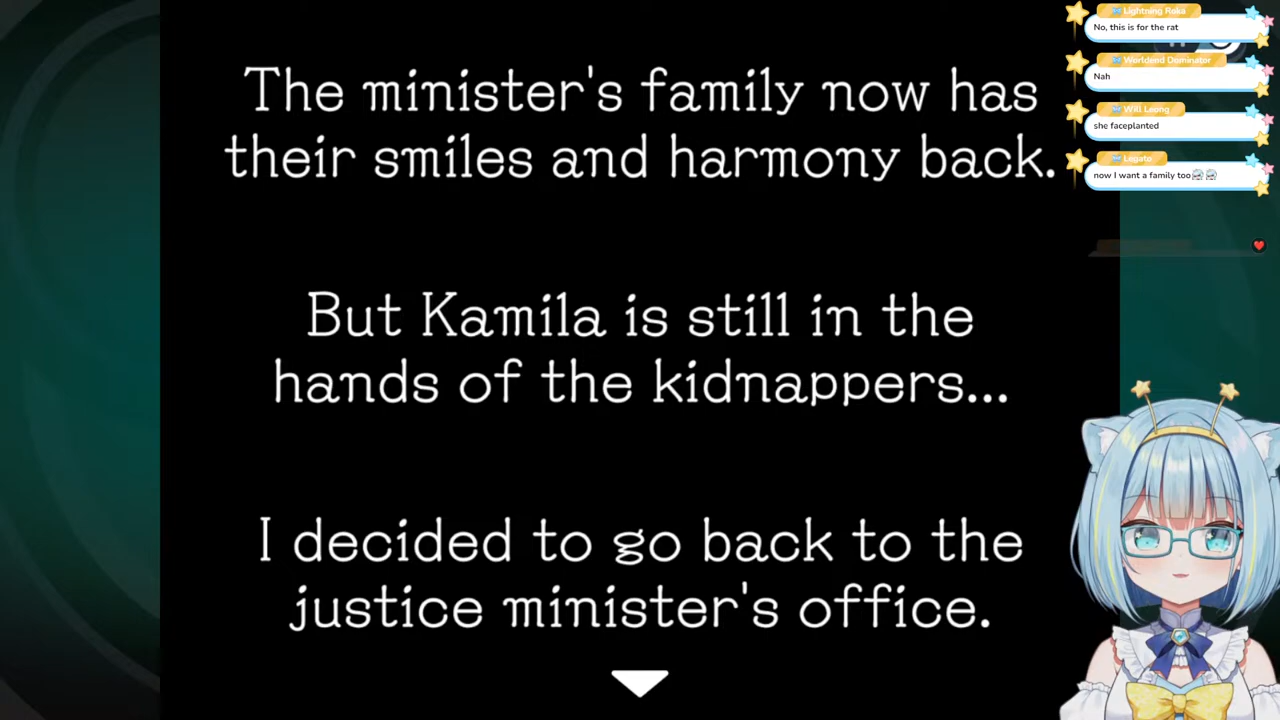 The minister's family now has
their smiles and harmony back.
But Kamila is still in the
hands of the kidnappers...
I decided to go back to the
justice minister's office.
Lightning Roka
No, this is for the rat
Worldend Dominator
Nah
Will Leong
she faceplanted
Legato
now I want a family too